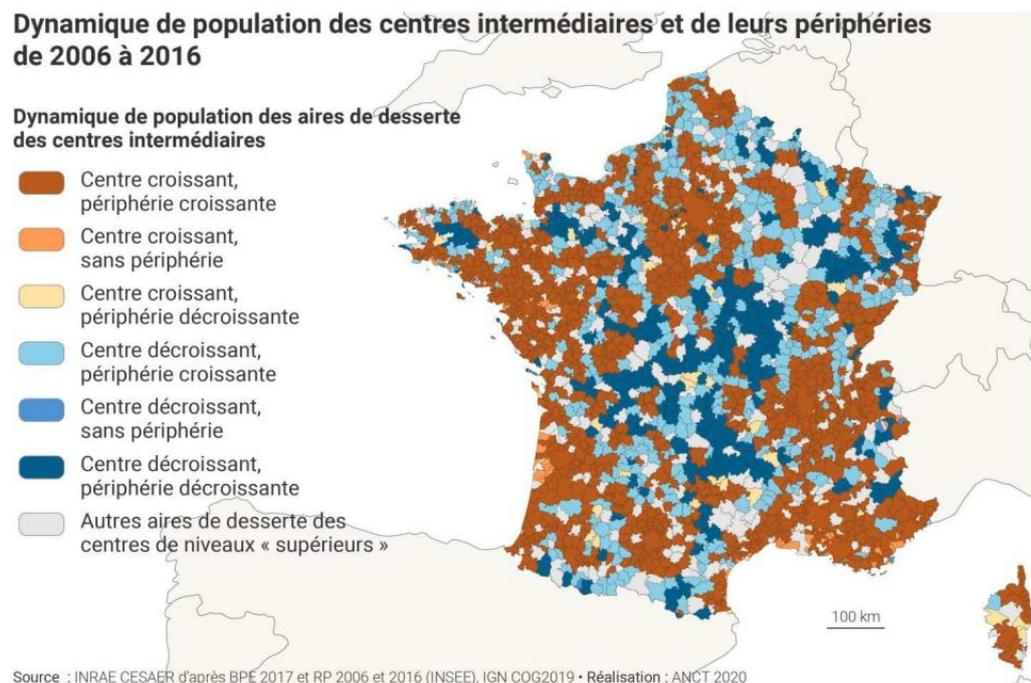 Dynamique de population des centres intermédiaires et de leurs périphéries
de 2006 à 2016
Dynamique de population des aires de desserte
des centres intermédiaires
Centre croissant,
périphérie croissante
Centre croissant,
sans périphérie
Centre croissant,
périphérie décroissante
Centre décroissant,
périphérie croissante
Centre décroissant,
sans périphérie
Centre décroissant,
périphérie décroissante
Autres aires de desserte des
centres de niveaux « supérieurs »
100 km
Source : INRAE CESAER d'après BPE 2017 et RP 2006 et 2016 (INSEE), IGN COG2019 • Réalisation : ANCT 2020